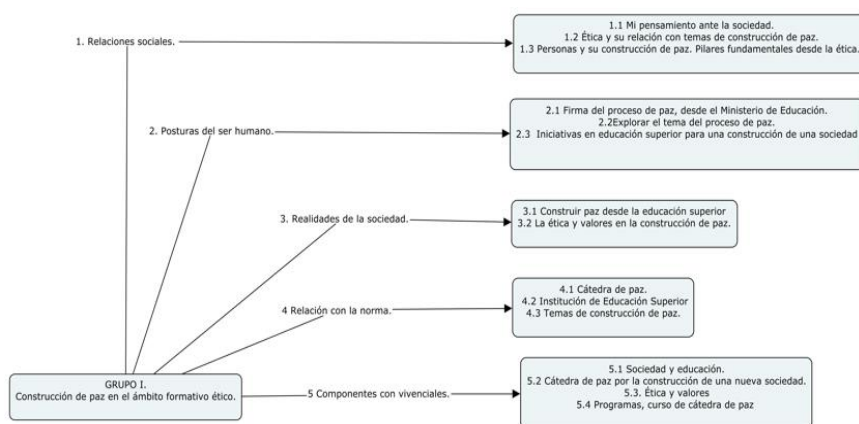 1. Relaciones sociales.
1.1 Mi pensamiento ante la sociedad.
1.2 Ética y su relación con temas de construcción de paz.
1.3 Personas y su construcción de paz. Pilares fundamentales desde la ética.
2. Posturas del ser humano.
2.1 Firma del proceso de paz, desde el Ministerio de Educación.
2.2Explorar el tema del proceso de paz.
2.3 Iniciativas en educación superior para una construcción de una sociedad
3. Realidades de la sociedad.
3.1 Construir paz desde la educación superior
3.2 La ética y valores en la construcción de paz.
4 Relación con la norma.
4.1 Cátedra de paz.
4.2 Institución de Educación Superior
4.3 Temas de construcción de paz.
GRUPO I.
Construcción de paz en el ámbito formativo ético.
5 Componentes con vivenciales.
5.1 Sociedad y educación.
5.2 Cátedra de paz por la construcción de una nueva sociedad.
5.3. Ética y valores
5.4 Programas, curso de cátedra de paz